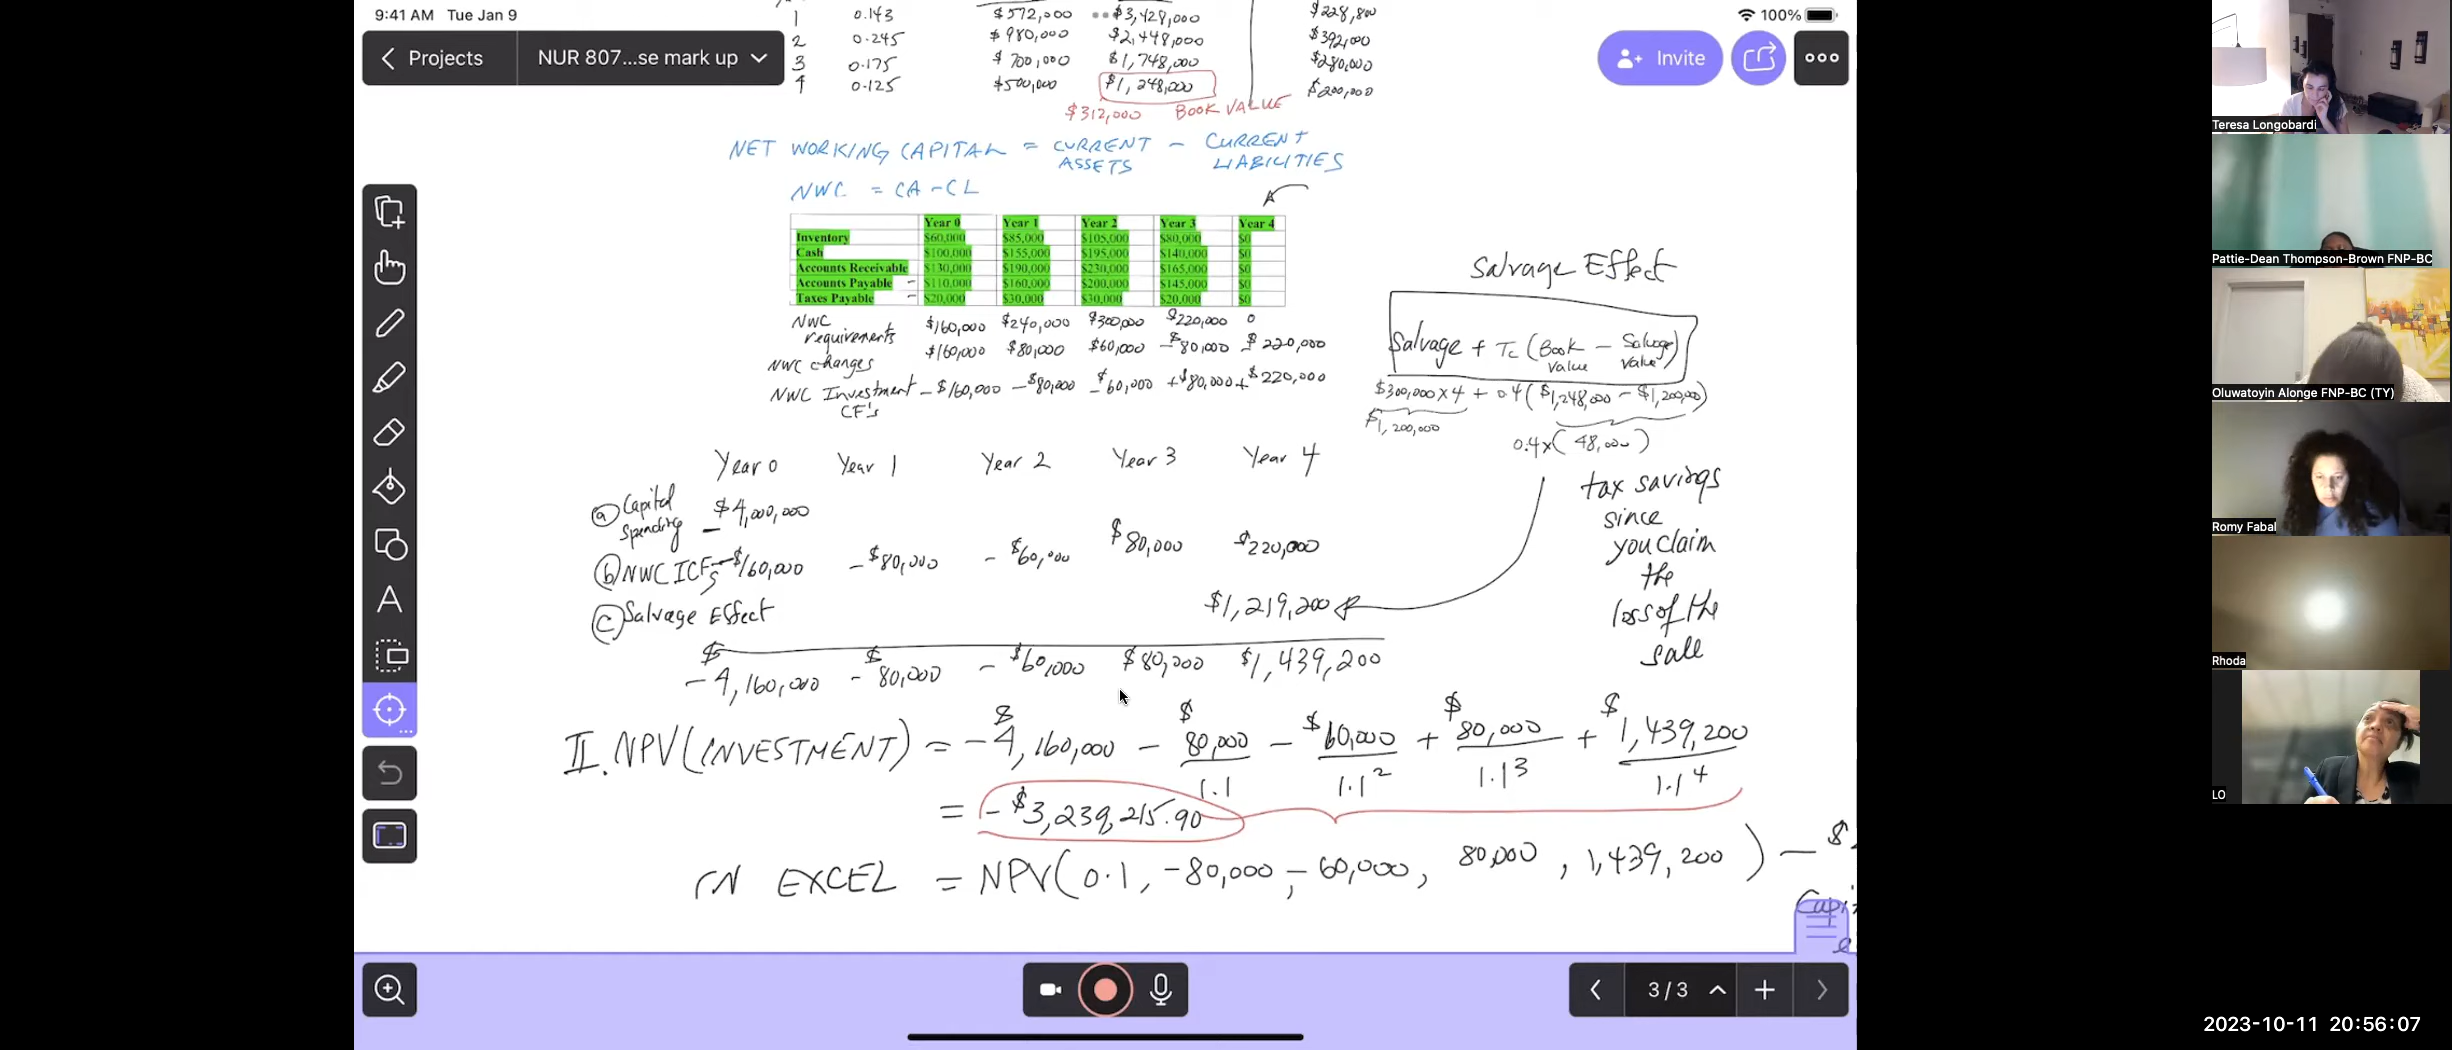 9:41 AM Tue Jan 9
100%
Projects
NUR 807...se mark up
Invite
1 0.143 $572,000 $3,428,000 $228,800
2 0.245 $980,000 $2,448,000 $392,000
3 0.175 $700,000 $1,748,000 $280,000
4 0.125 $500,000 $1,248,000 $200,000
$312,000 BOOK VALUE
NET WORKING CAPITAL = CURRENT ASSETS - CURRENT LIABILITIES
NWC = CA - CL
Year 0 Year 1 Year 2 Year 3 Year 4
Inventory $60,000 $85,000 $105,000 $80,000 $0
Cash $100,000 $155,000 $195,000 $140,000 $0
Accounts Receivable $130,000 $190,000 $230,000 $165,000 $0
Accounts Payable - $110,000 $160,000 $200,000 $145,000 $0
Taxes Payable - $20,000 $30,000 $30,000 $20,000 $0
NWC requirements $160,000 $240,000 $300,000 $220,000 0
NWC changes $160,000 $80,000 $60,000 -$80,000 -$220,000
NWC Investment CF's -$160,000 -$80,000 -$60,000 +$80,000 +$220,000
Salvage Effect
Salvage + Tc (Book Value - Salvage Value)
$300,000 x 4 + 0.4 ($1,248,000 - $1,200,000)
$1,200,000
0.4x(48,000)
tax savings
since
you claim
the
loss of the
sale
Year 0 Year 1 Year 2 Year 3 Year 4
(a) Capital spending - $4,000,000
(b) NWC ICF's -$160,000 -$80,000 -$60,000 $80,000 $220,000
(c) Salvage Effect $1,219,200
-$4,160,000 -$80,000 -$60,000 $80,000 $1,439,200
II. NPV(INVESTMENT) = -$4,160,000 - $80,000/1.1 - $60,000/1.1² + $80,000/1.1³ + $1,439,200/1.1⁴
= -$3,239,215.90
IN EXCEL = NPV(0.1, -80,000, -60,000, 80,000, 1,439,200) - $
3/3
Teresa Longobardi
Pattie-Dean Thompson-Brown FNP-BC
Oluwatoyin Alonge FNP-BC (TY)
Romy Fabal
Rhoda
LO
2023-10-11 20:56:07